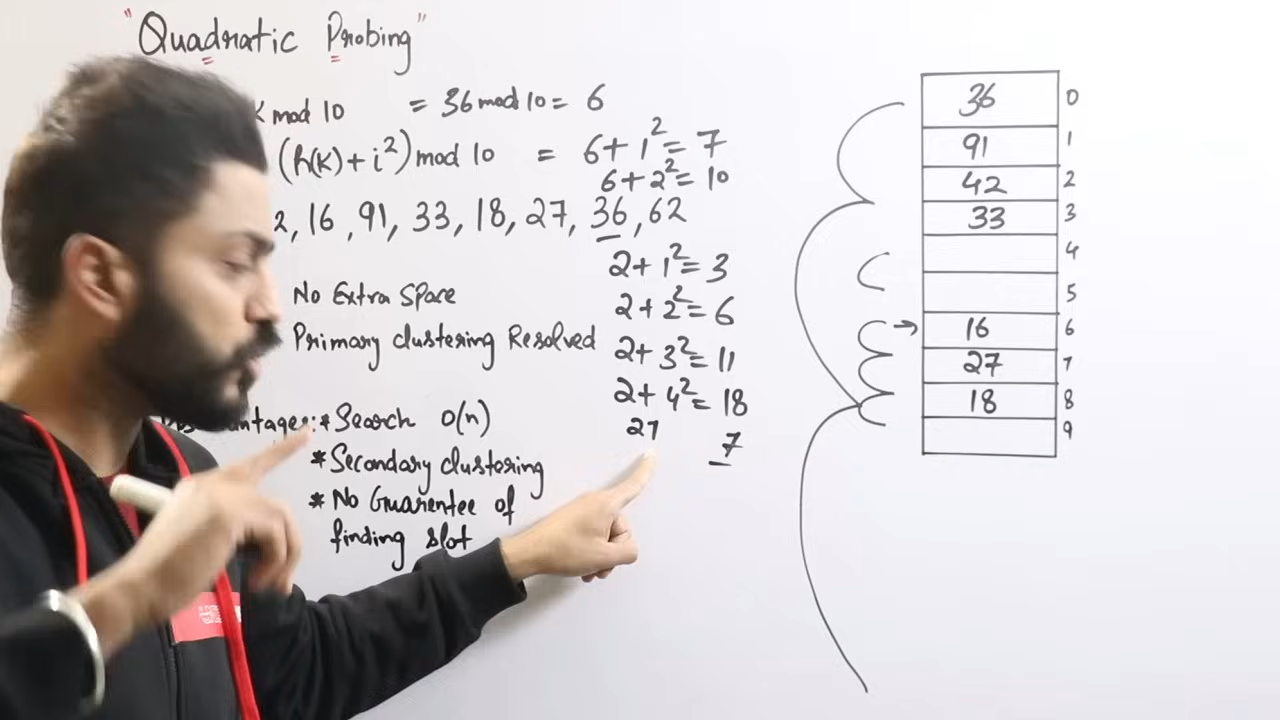 "Quadratic Probing"
K mod 10 = 36 mod 10 = 6
(h(K) + i²) mod 10 = 6 + 1² = 7
6 + 2² = 10
2, 16, 91, 33, 18, 27, 36, 62
2 + 1² = 3
No Extra Space
2 + 2² = 6
Primary clustering Resolved
2 + 3² = 11
2 + 4² = 18
antages: * Search O(n)
27 7
* Secondary clustering
* No Guarentee of
finding slot
36 0
91 1
42 2
33 3
4
5
16 6
27 7
18 8
9